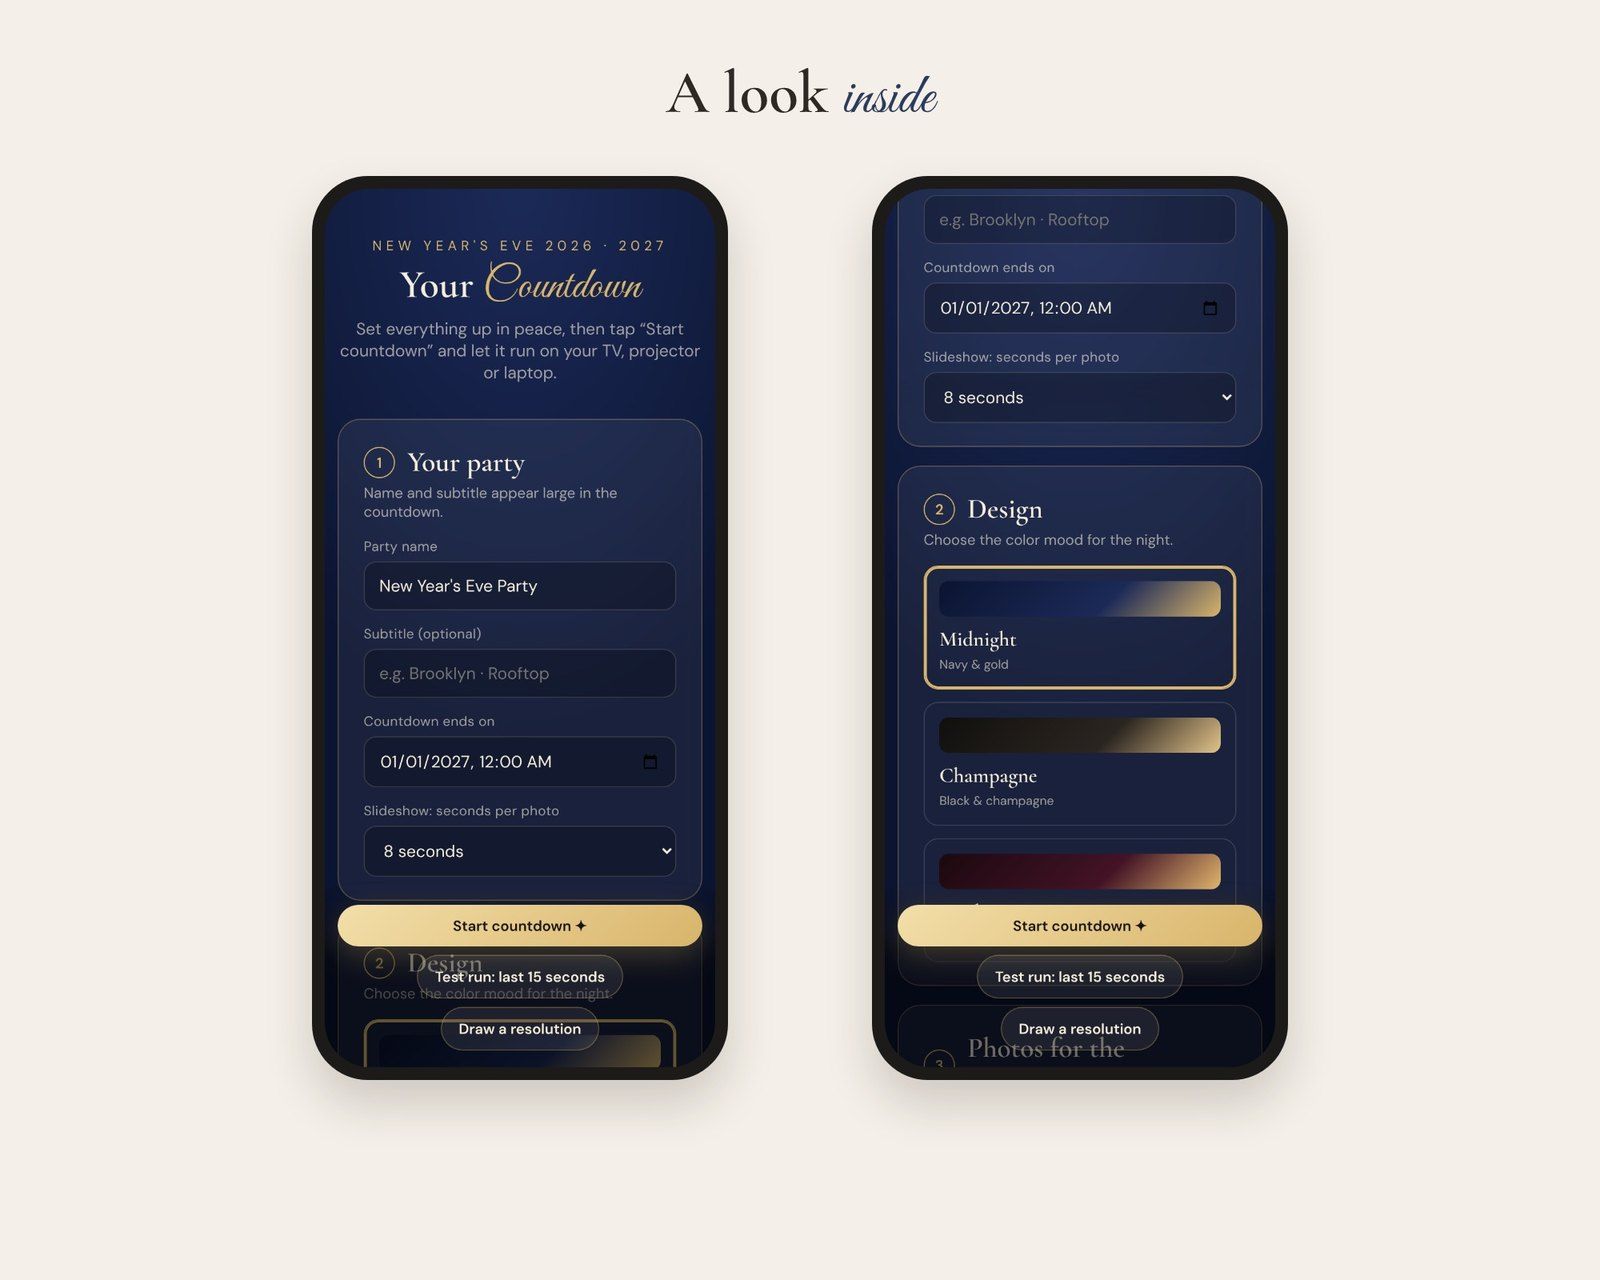 A look inside
NEW YEAR'S EVE 2026 · 2027
Your Countdown
Set everything up in peace, then tap “Start
countdown” and let it run on your TV, projector
or laptop.
1 Your party
Name and subtitle appear large in the
countdown.
Party name
New Year's Eve Party
Subtitle (optional)
e.g. Brooklyn · Rooftop
Countdown ends on
01/01/2027, 12:00 AM
Slideshow: seconds per photo
8 seconds
Start countdown ✦
2 Design
Test run: last 15 seconds
Choose the color mood for the night.
Draw a resolution
e.g. Brooklyn · Rooftop
Countdown ends on
01/01/2027, 12:00 AM
Slideshow: seconds per photo
8 seconds
2 Design
Choose the color mood for the night.
Midnight
Navy & gold
Champagne
Black & champagne
Start countdown ✦
Test run: last 15 seconds
Draw a resolution
3 Photos for the